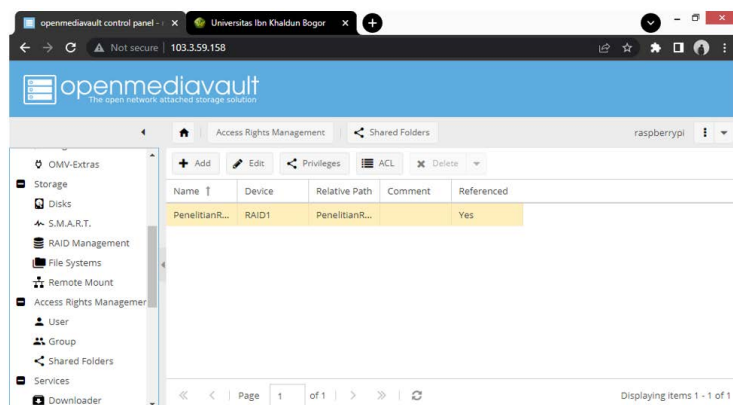 openmediavault control panel -
Universitas Ibn Khaldun Bogor
Not secure | 103.3.59.158
openmediavault
The open network attached storage solution
Access Rights Management
Shared Folders
raspberrypi
OMV-Extras
Storage
Disks
S.M.A.R.T.
RAID Management
File Systems
Remote Mount
Access Rights Managemer
User
Group
Shared Folders
Services
Downloader
Add Edit Privileges ACL Delete
Name Device Relative Path Comment Referenced
PenelitianR... RAID1 PenelitianR... Yes
Page 1 of 1
Displaying items 1 - 1 of 1